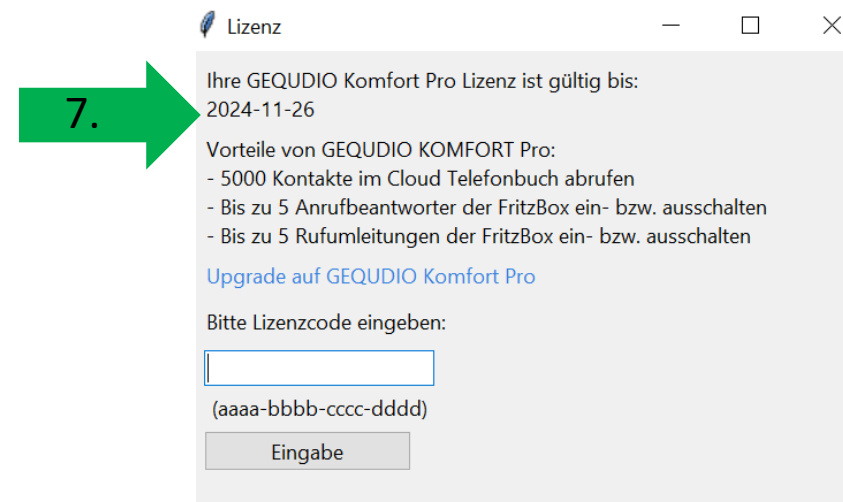 Lizenz
7.
Ihre GEQUDIO Komfort Pro Lizenz ist gültig bis:
2024-11-26
Vorteile von GEQUDIO KOMFORT Pro:
- 5000 Kontakte im Cloud Telefonbuch abrufen
- Bis zu 5 Anrufbeantworter der FritzBox ein- bzw. ausschalten
- Bis zu 5 Rufumleitungen der FritzBox ein- bzw. ausschalten
Upgrade auf GEQUDIO Komfort Pro
Bitte Lizenzcode eingeben:
(aaaa-bbbb-cccc-dddd)
Eingabe